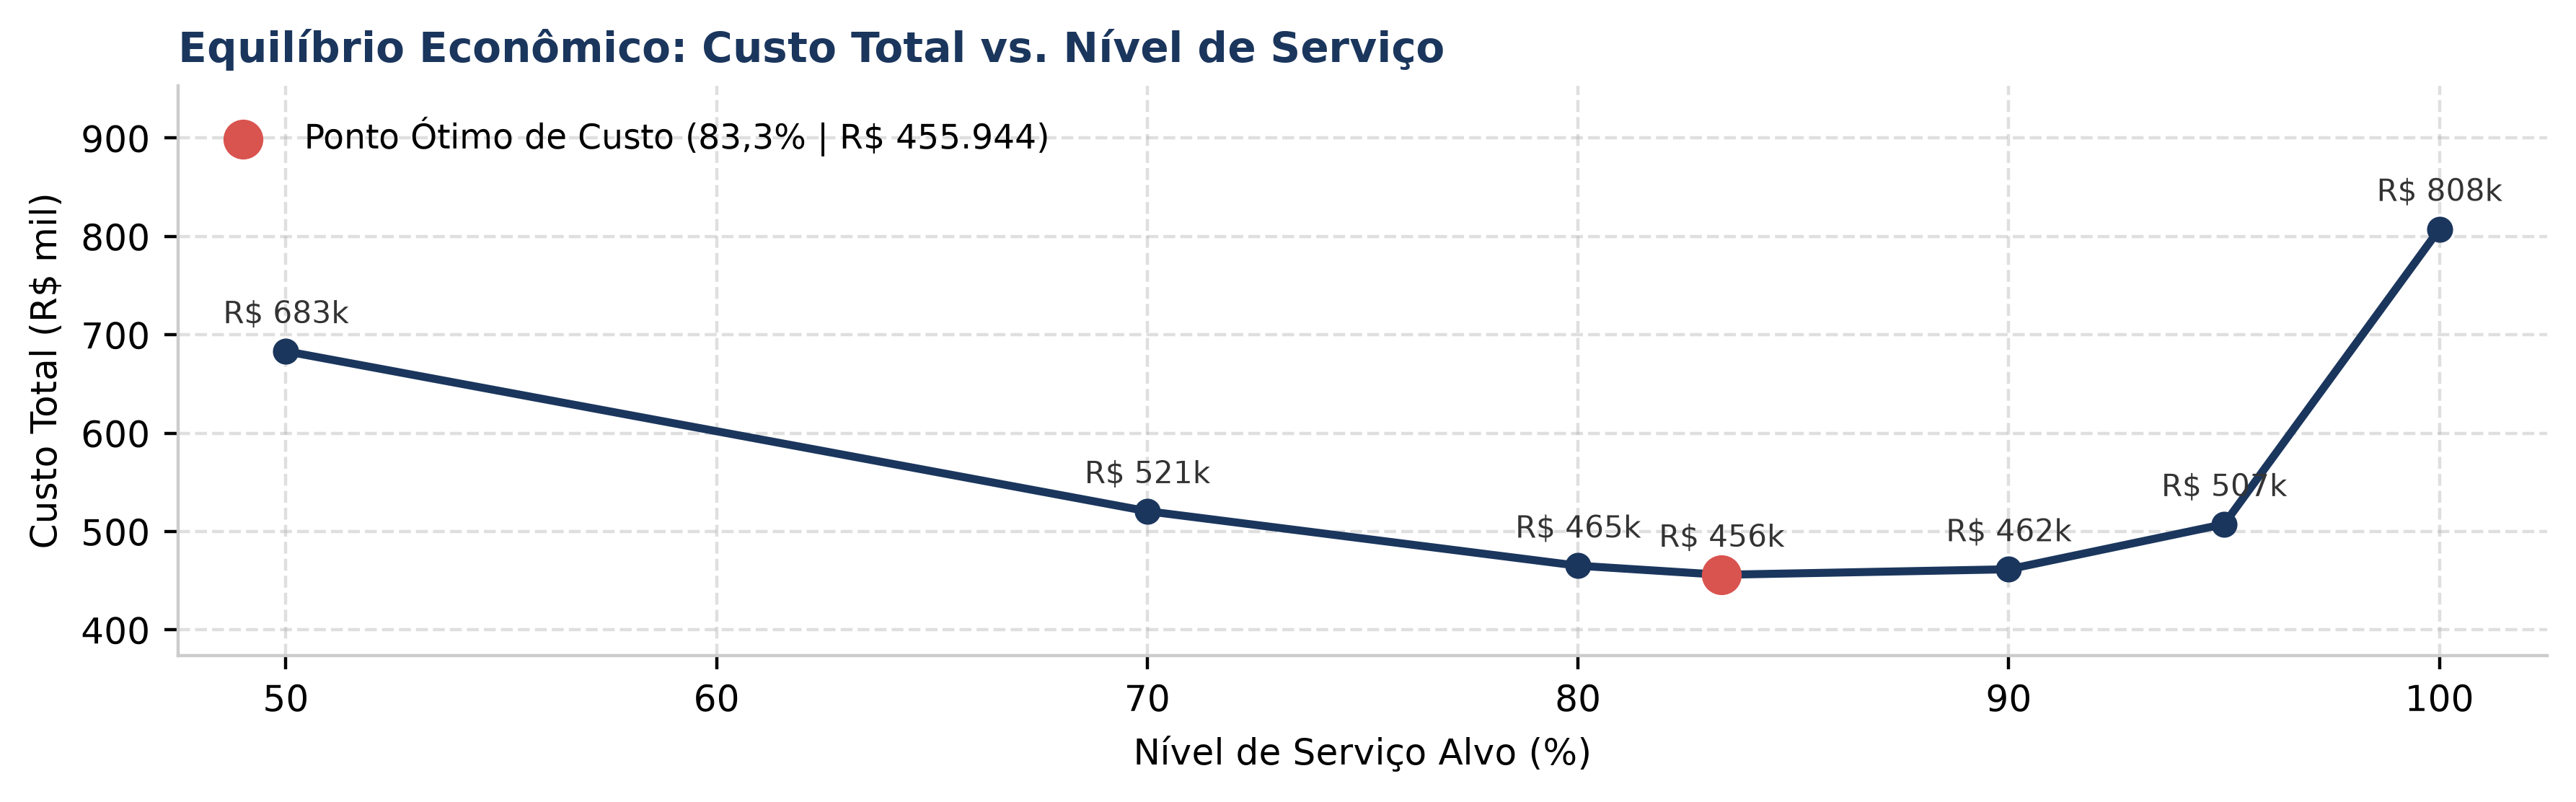 Equilíbrio Econômico: Custo Total vs. Nível de Serviço
Ponto Ótimo de Custo (83,3% | R$ 455.944)
Custo Total (R$ mil)
900
800
700
600
500
400
R$ 683k
R$ 521k
R$ 465k
R$ 456k
R$ 462k
R$ 507k
R$ 808k
50
60
70
80
90
100
Nível de Serviço Alvo (%)